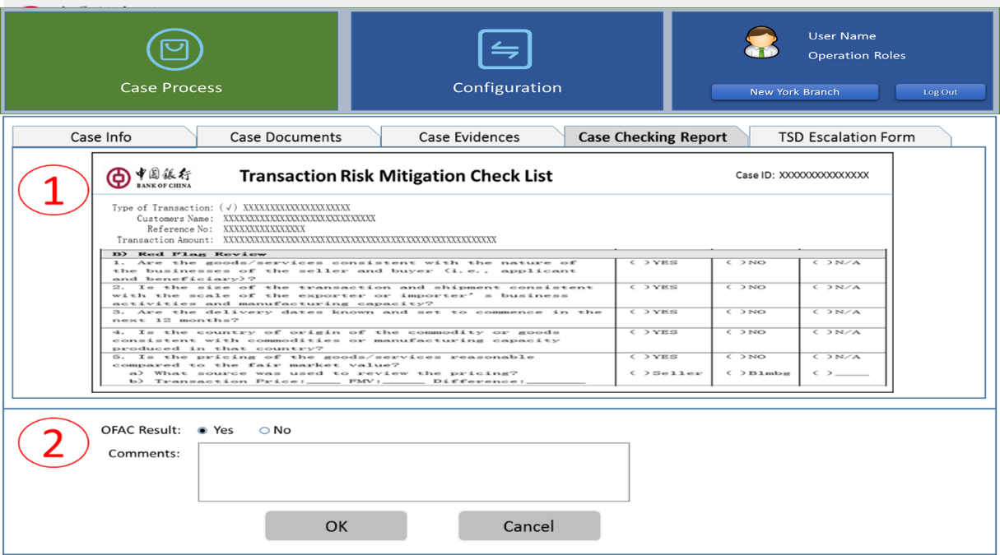 Case Process
Configuration
User Name
Operation Roles
New York Branch
Log Out
Case Info
Case Documents
Case Evidences
Case Checking Report
TSD Escalation Form
1
中国银行
BANK OF CHINA
Transaction Risk Mitigation Check List
Case ID: XXXXXXXXXXXXXXX
Type of Transaction: (√) XXXXXXXXXXXXXXXXXXXXX
Customers Name: XXXXXXXXXXXXXXXXXXXXXXXXXXXXXX
Reference No: XXXXXXXXXXXXXXXX
Transaction Amount: XXXXXXXXXXXXXXXXXXXXXXXXXXXXXXXXXXXXXXXXXXXXXXXXXXXXXX
B) Red Flag Review
1. Are the goods/services consistent with the nature of
the businesses of the seller and buyer (i.e., applicant
and beneficiary)?
( )YES ( )NO ( )N/A
2. Is the size of the transaction and shipment consistent
with the scale of the exporter or importer's business
activities and manufacturing capacity?
( )YES ( )NO ( )N/A
3. Are the delivery dates known and set to commence in the
next 12 months?
( )YES ( )NO ( )N/A
4. Is the country of origin of the commodity or goods
consistent with commodities or manufacturing capacity
produced in that country?
( )YES ( )NO ( )N/A
5. Is the pricing of the goods/services reasonable
compared to the fair market value?
( )YES ( )NO ( )N/A
a) What source was used to review the pricing?
( )Seller ( )Blmbg ( )_____
b) Transaction Price:_____ FMV:______ Difference:_________
2
OFAC Result: Yes No
Comments:
OK
Cancel